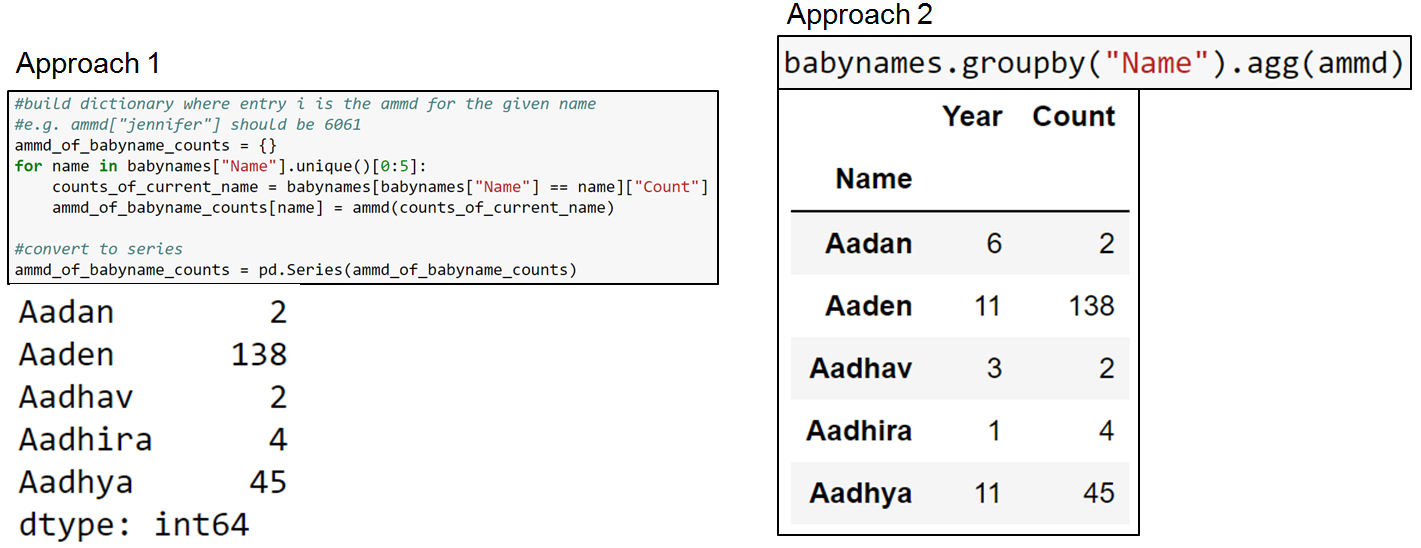 Approach 1
#build dictionary where entry i is the ammd for the given name
#e.g. ammd["jennifer"] should be 6061
ammd_of_babyname_counts = {}
for name in babynames["Name"].unique()[0:5]:
    counts_of_current_name = babynames[babynames["Name"] == name]["Count"]
    ammd_of_babyname_counts[name] = ammd(counts_of_current_name)
#convert to series
ammd_of_babyname_counts = pd.Series(ammd_of_babyname_counts)
Aadan 2
Aaden 138
Aadhav 2
Aadhira 4
Aadhya 45
dtype: int64
Approach 2
babynames.groupby("Name").agg(ammd)
Year Count
Name
Aadan 6 2
Aaden 11 138
Aadhav 3 2
Aadhira 1 4
Aadhya 11 45